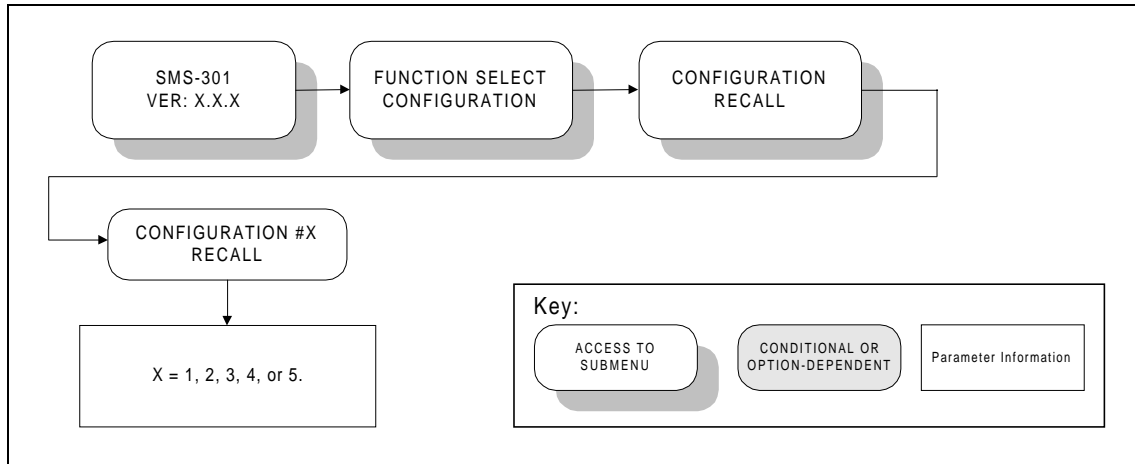 SMS-301
VER: X.X.X
FUNCTION SELECT
CONFIGURATION
CONFIGURATION
RECALL
CONFIGURATION #X
RECALL
X = 1, 2, 3, 4, or 5.
Key:
ACCESS TO
SUBMENU
CONDITIONAL OR
OPTION-DEPENDENT
Parameter Information